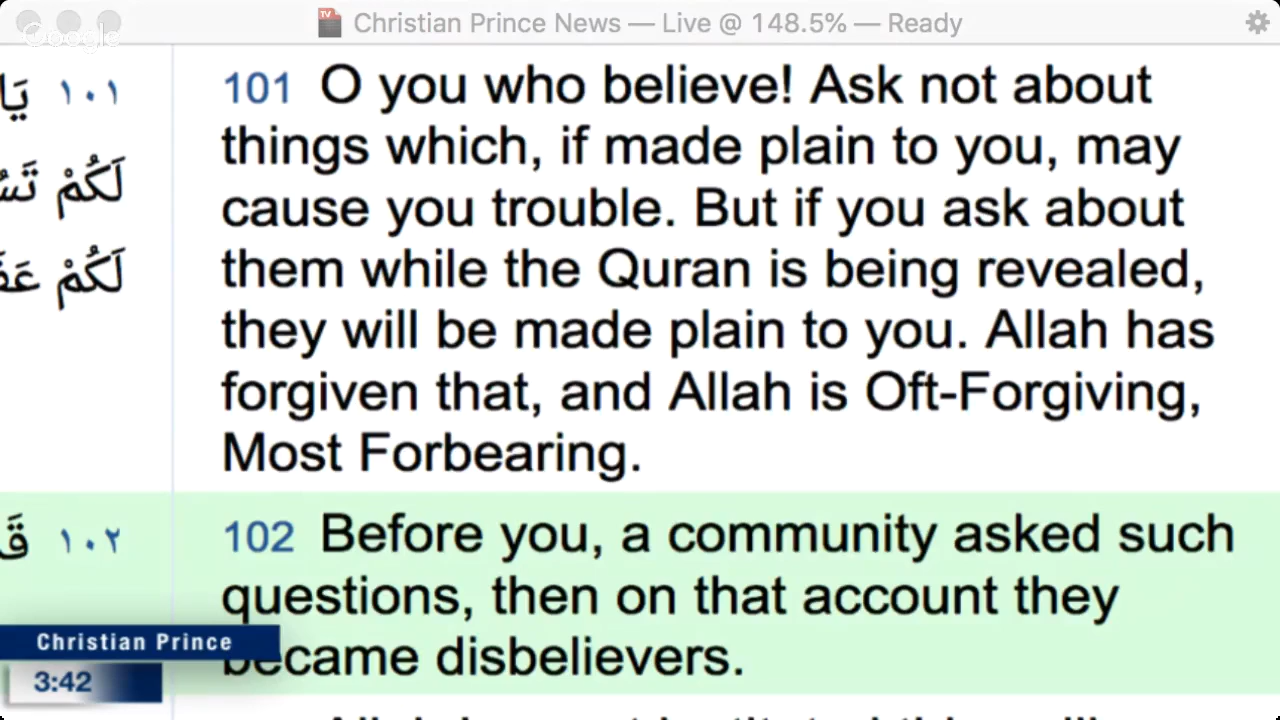 Christian Prince News — Live @ 148.5% — Ready
Google
TV
١٠١ يَا
101 O you who believe! Ask not about
things which, if made plain to you, may
لَكُمْ
cause you trouble. But if you ask about
لَكُمْ
them while the Quran is being revealed,
they will be made plain to you. Allah has
forgiven that, and Allah is Oft-Forgiving,
Most Forbearing.
١٠٢
102 Before you, a community asked such
questions, then on that account they
became disbelievers.
Christian Prince
3:42